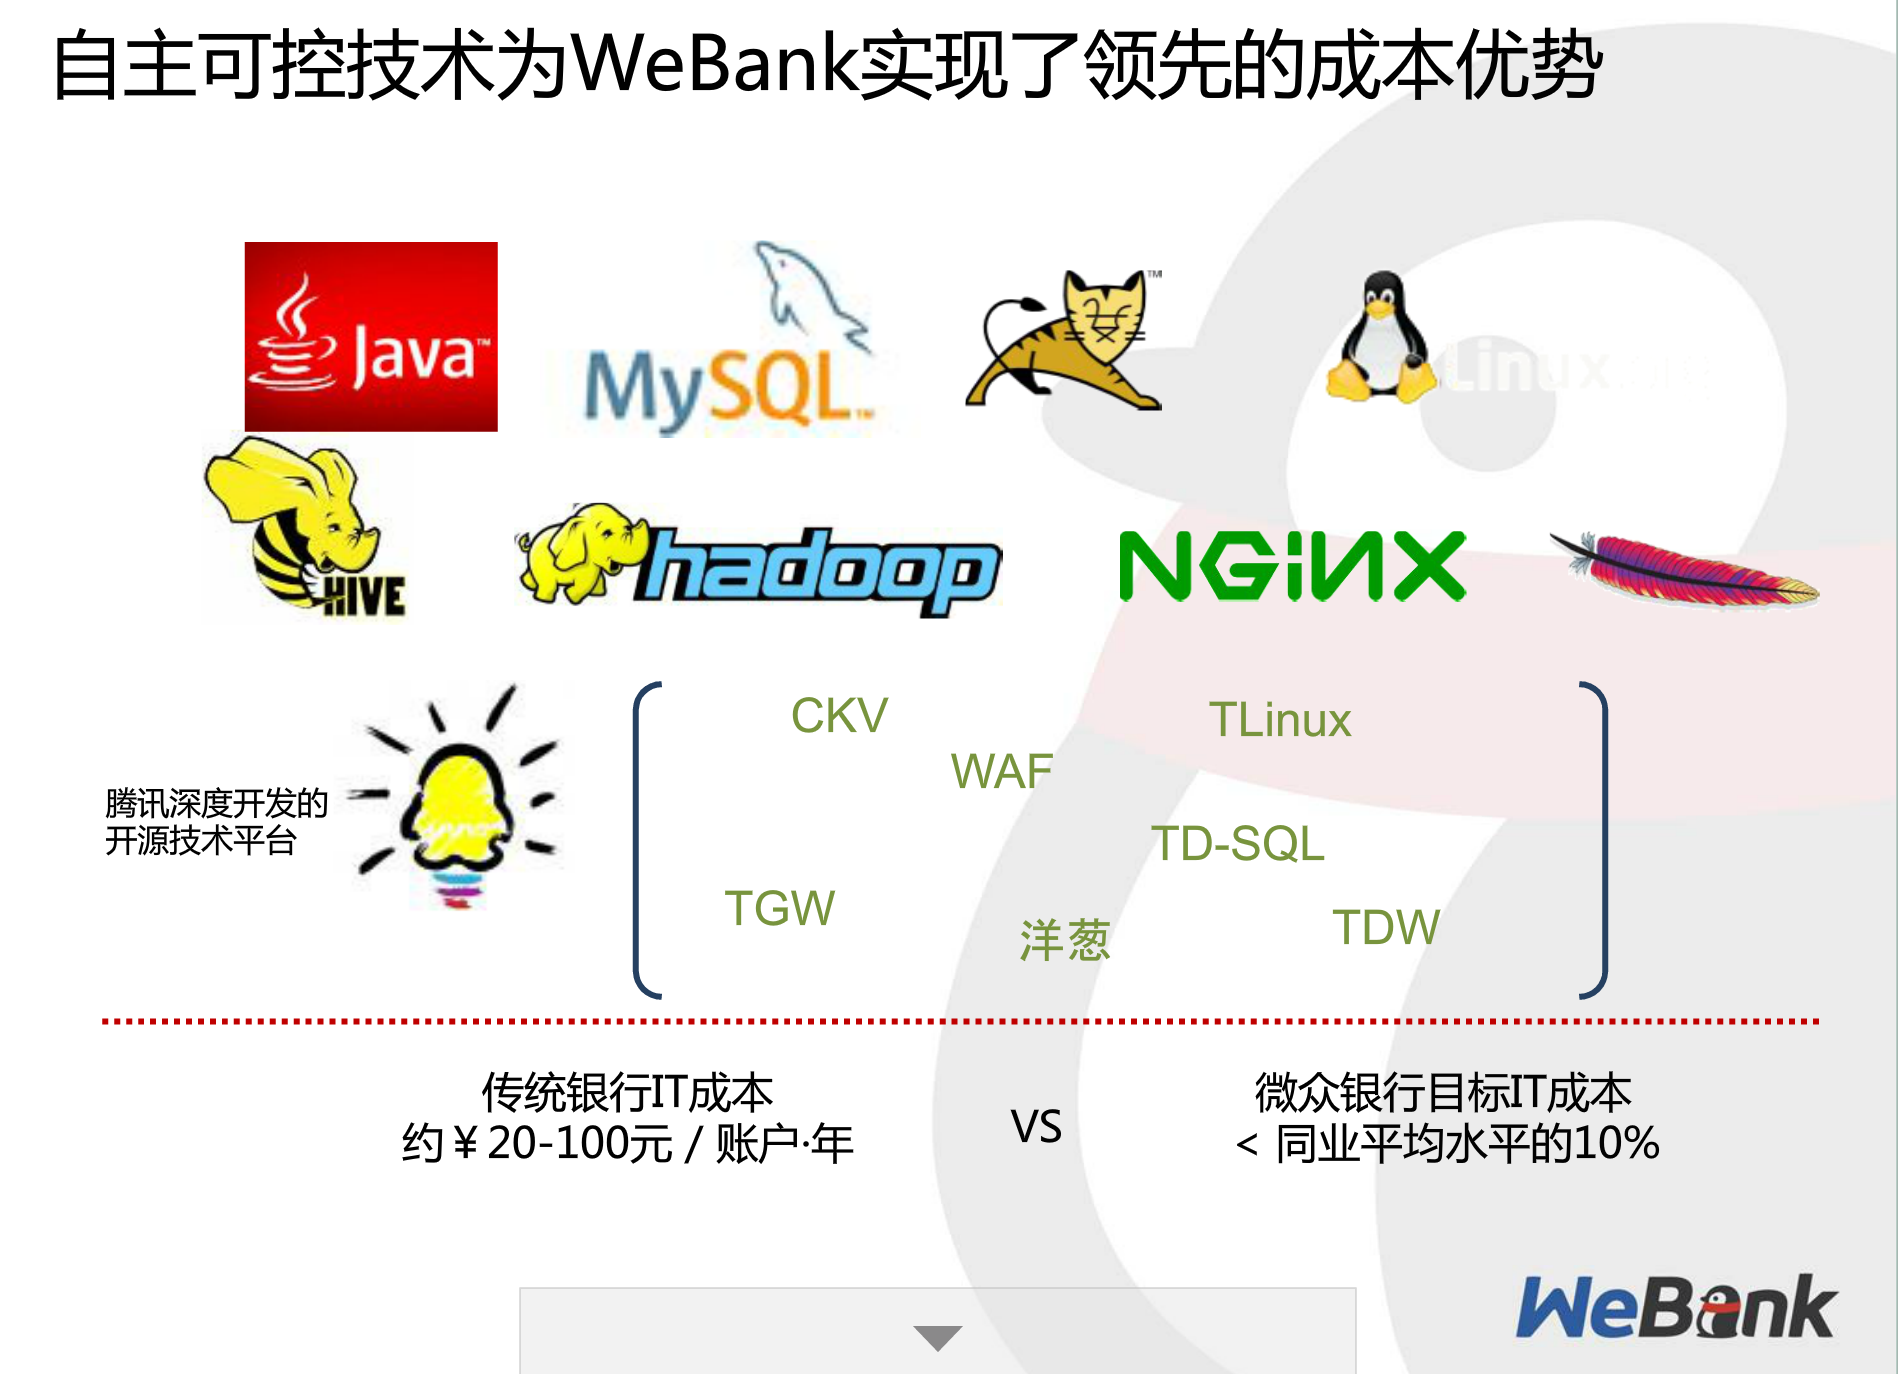 自主可控技术为WeBank实现了领先的成本优势
Java™
MySQL™
TM
Linux
HIVE
hadoop
NGINX
腾讯深度开发的
开源技术平台
CKV
TLinux
WAF
TD-SQL
TGW
洋葱
TDW
传统银行IT成本
约￥20-100元 / 账户·年
VS
微众银行目标IT成本
< 同业平均水平的10%
WeBank